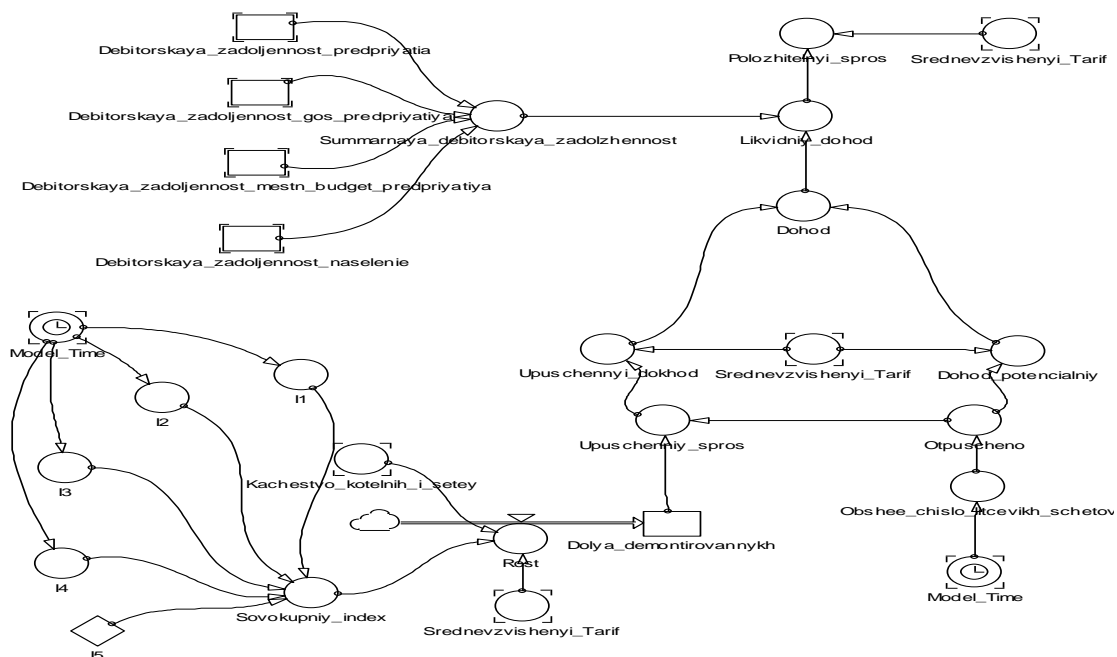 Debitorskaya_zadoljennost_predpriyatia
Polozhitelnyi_spros
Srednevzvishenyi_Tarif
Debitorskaya_zadoljennost_gos_predpriyatiya
Summarnaya_debitorskaya_zadolzhennost
Likvidniy_dohod
Debitorskaya_zadoljennost_mestn_budget_predpriyatiya
Dohod
Debitorskaya_zadoljennost_naselenie
Model_Time
Upuschennyi_dokhod
Srednevzvishenyi_Tarif
Dohod_potencialniy
I1
I2
Upuschenniy_spros
Otpuscheno
Kachestvo_kotelnih_i_setey
I3
Obshee_chislo_litcevikh_schetov
Dolya_demontirovannykh
Rost
I4
Model_Time
Sovokupniy_index
Srednevzvishenyi_Tarif
I5